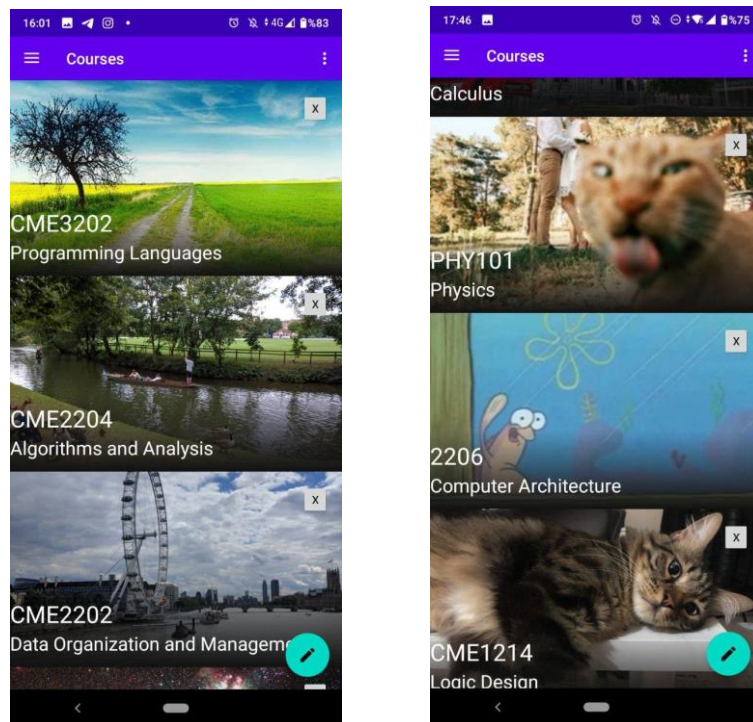 16:01
4G
%83
Courses
X
CME3202
Programming Languages
X
CME2204
Algorithms and Analysis
X
CME2202
Data Organization and Managem
17:46
%75
Courses
Calculus
X
PHY101
Physics
X
2206
Computer Architecture
X
CME1214
Logic Design